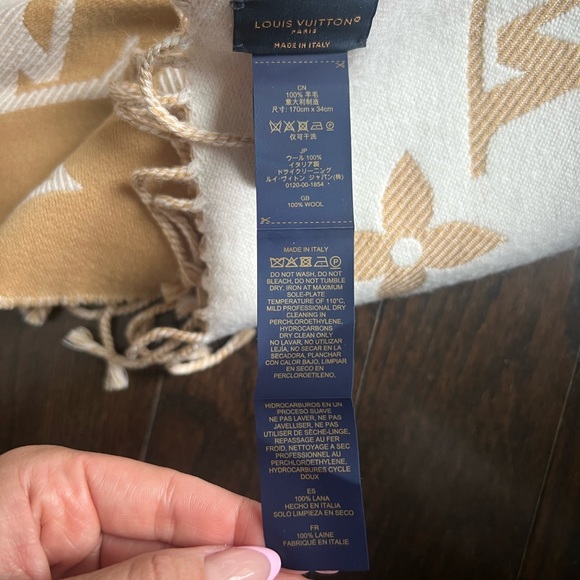 LOUIS VUITTON
PARIS
MADE IN ITALY
CN
100% 羊毛
意大利制造
尺寸: 170cm x 34cm
仅可干洗
JP
ウール 100%
イタリア製
ドライクリーニング
ルイ・ヴィトン ジャパン(株)
0120-00-1854
GB
100% WOOL
MADE IN ITALY
DO NOT WASH, DO NOT
BLEACH, DO NOT TUMBLE
DRY, IRON AT MAXIMUM
SOLE-PLATE
TEMPERATURE OF 110°C,
MILD PROFESSIONAL DRY
CLEANING IN
PERCHLOROETHYLENE,
HYDROCARBONS
DRY CLEAN ONLY
NO LAVAR, NO UTILIZAR
LEJÍA, NO SECAR EN LA
SECADORA, PLANCHAR
CON CALOR BAJO, LIMPIAR
EN SECO EN
PERCLOROETILENO,
HIDROCARBUROS EN UN
PROCESO SUAVE
NE PAS LAVER, NE PAS
JAVELLISER, NE PAS
UTILISER DE SÈCHE-LINGE,
REPASSAGE AU FER
FROID, NETTOYAGE A SEC
PROFESSIONNEL AU
PERCHLOROETHYLENE,
HYDROCARBURES CYCLE
DOUX
ES
100% LANA
HECHO EN ITALIA
SOLO LIMPIEZA EN SECO
FR
100% LAINE
FABRIQUÉ EN ITALIE